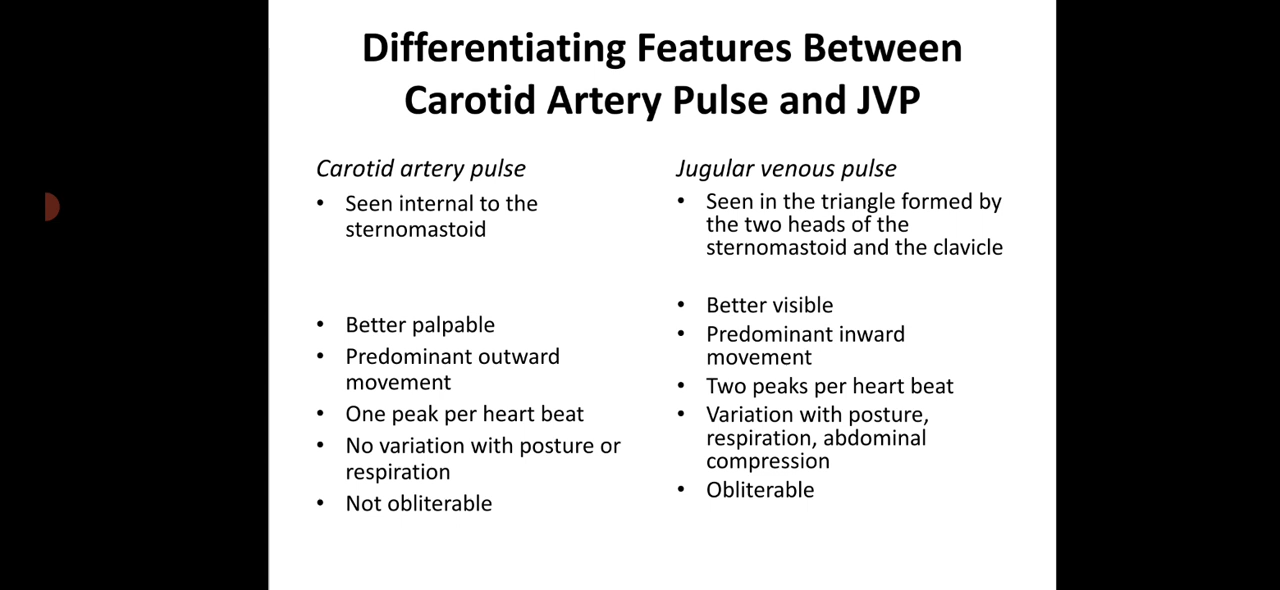 Differentiating Features Between
Carotid Artery Pulse and JVP
Carotid artery pulse
• Seen internal to the
sternomastoid
• Better palpable
• Predominant outward
movement
• One peak per heart beat
• No variation with posture or
respiration
• Not obliterable
Jugular venous pulse
• Seen in the triangle formed by
the two heads of the
sternomastoid and the clavicle
• Better visible
• Predominant inward
movement
• Two peaks per heart beat
• Variation with posture,
respiration, abdominal
compression
• Obliterable